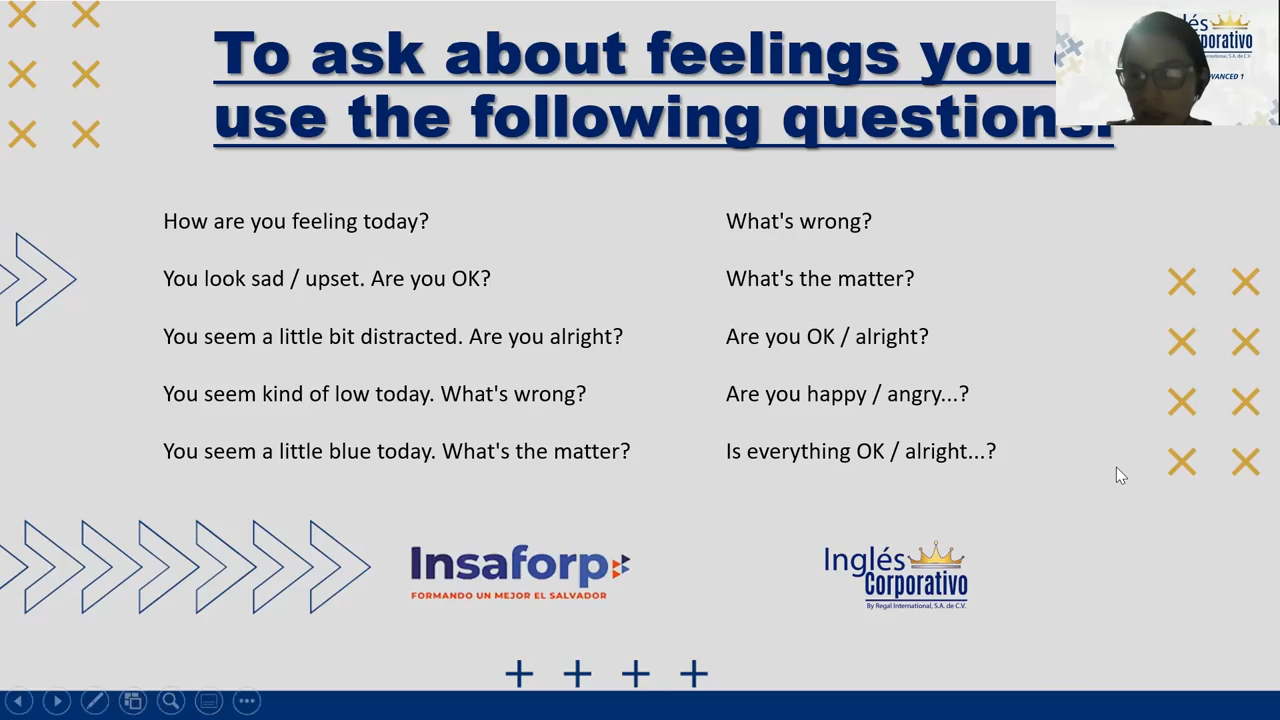 To ask about feelings you
use the following questions:
How are you feeling today?
You look sad / upset. Are you OK?
You seem a little bit distracted. Are you alright?
You seem kind of low today. What's wrong?
You seem a little blue today. What's the matter?
What's wrong?
What's the matter?
Are you OK / alright?
Are you happy / angry...?
Is everything OK / alright...?
Insaforp
FORMANDO UN MEJOR EL SALVADOR
Inglés
Corporativo
By Regal International, S.A. de C.V.